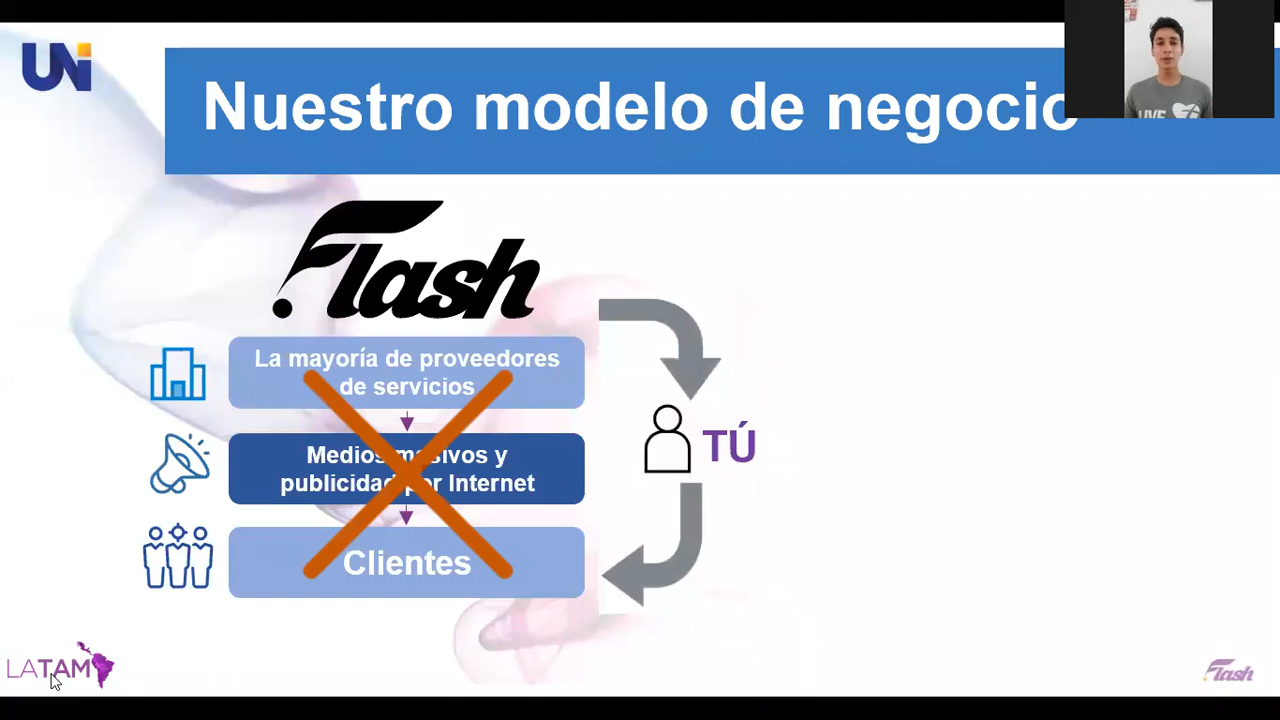 UNi
Nuestro modelo de negocio
LIVE
Flash
La mayoría de proveedores
de servicios
Medios masivos y
publicidad por Internet
TÚ
Clientes
LATAM
Flash